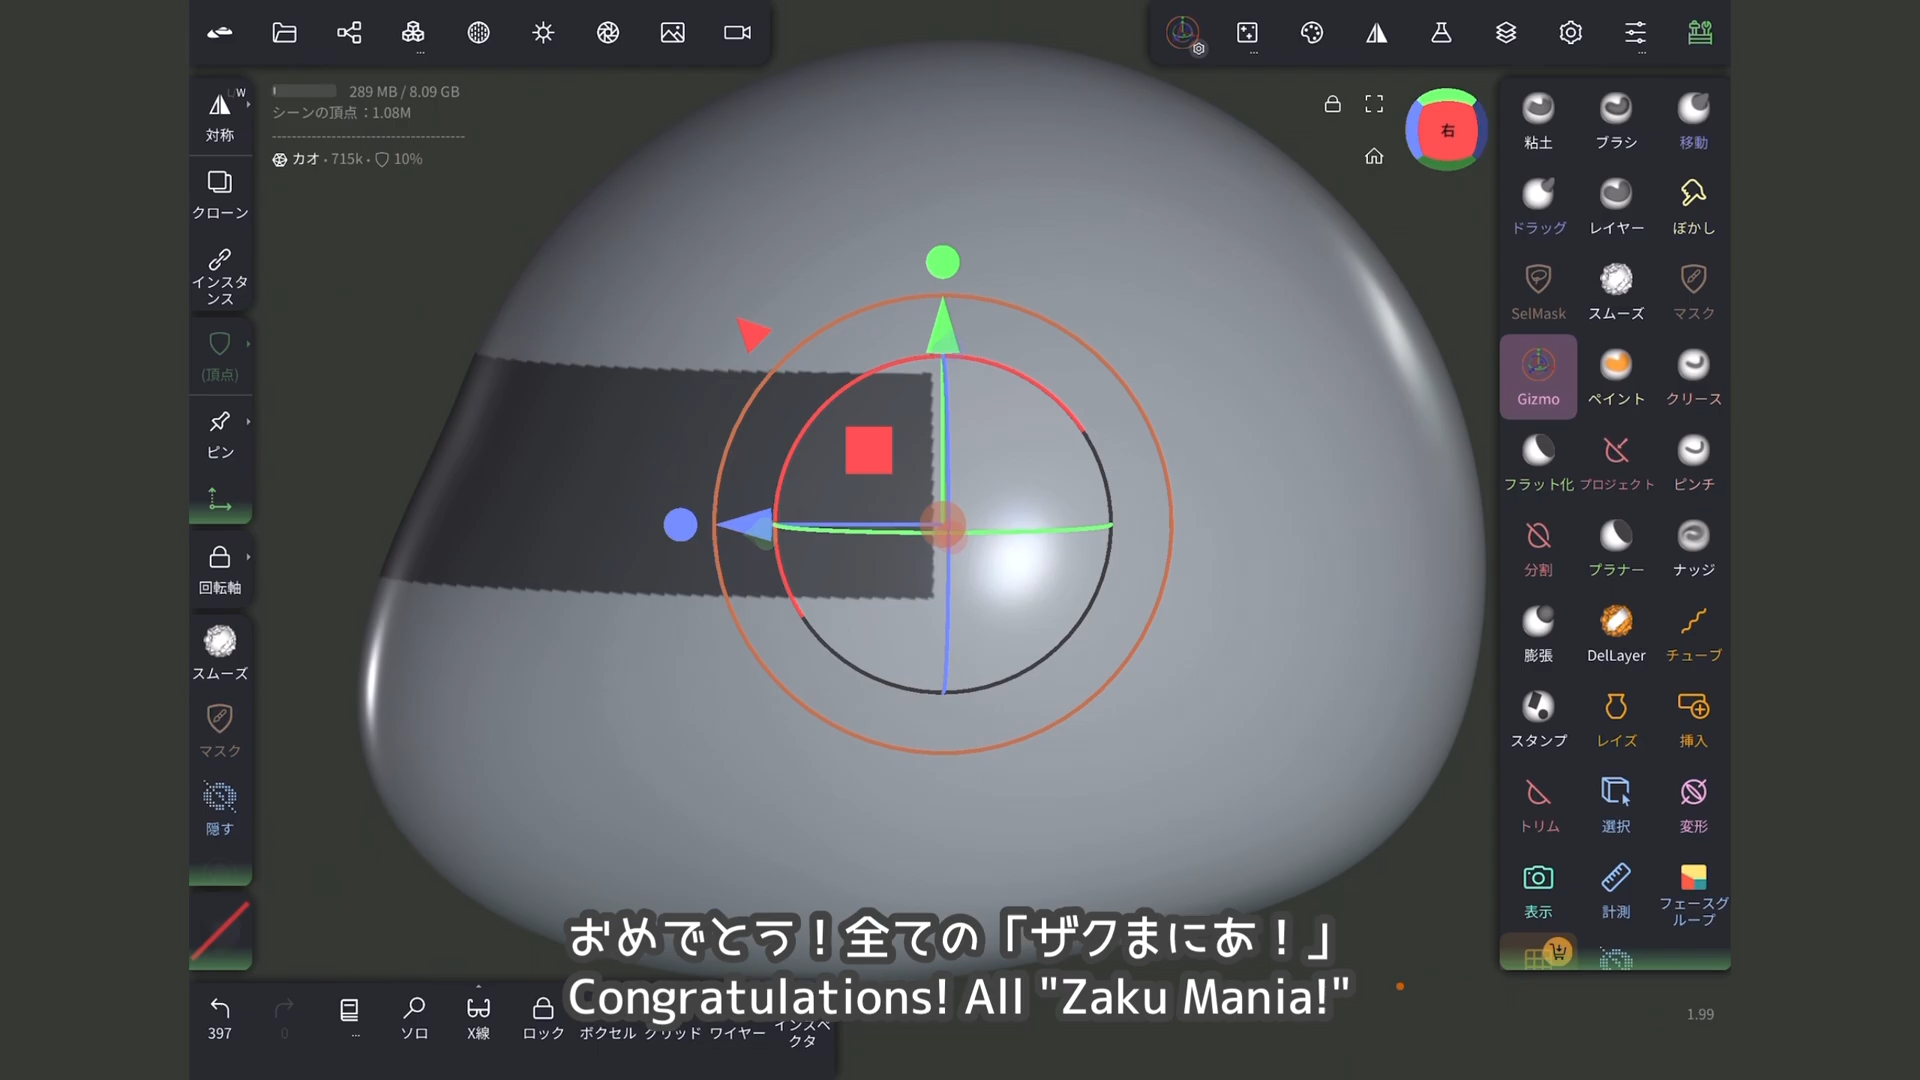 289 MB / 8.09 GB
シーンの頂点：1.08M
カオ・715k・10%
右
L/W
対称
クローン
インスタ
ンス
(頂点)
ピン
回転軸
スムーズ
マスク
隠す
粘土 ブラシ 移動
ドラッグ レイヤー ぼかし
SelMask スムーズ マスク
Gizmo ペイント クリース
フラット化 プロジェクト ピンチ
分割 プラナー ナッジ
膨張 DelLayer チューブ
スタンプ レイズ 挿入
トリム 選択 変形
表示 計測 フェースグ
ループ
おめでとう！全ての「ザクまにあ！」
Congratulations! All "Zaku Mania!"
397 0 ... ソロ X線 ロック ボクセル グリッド ワイヤー インスペ
クタ
1.99